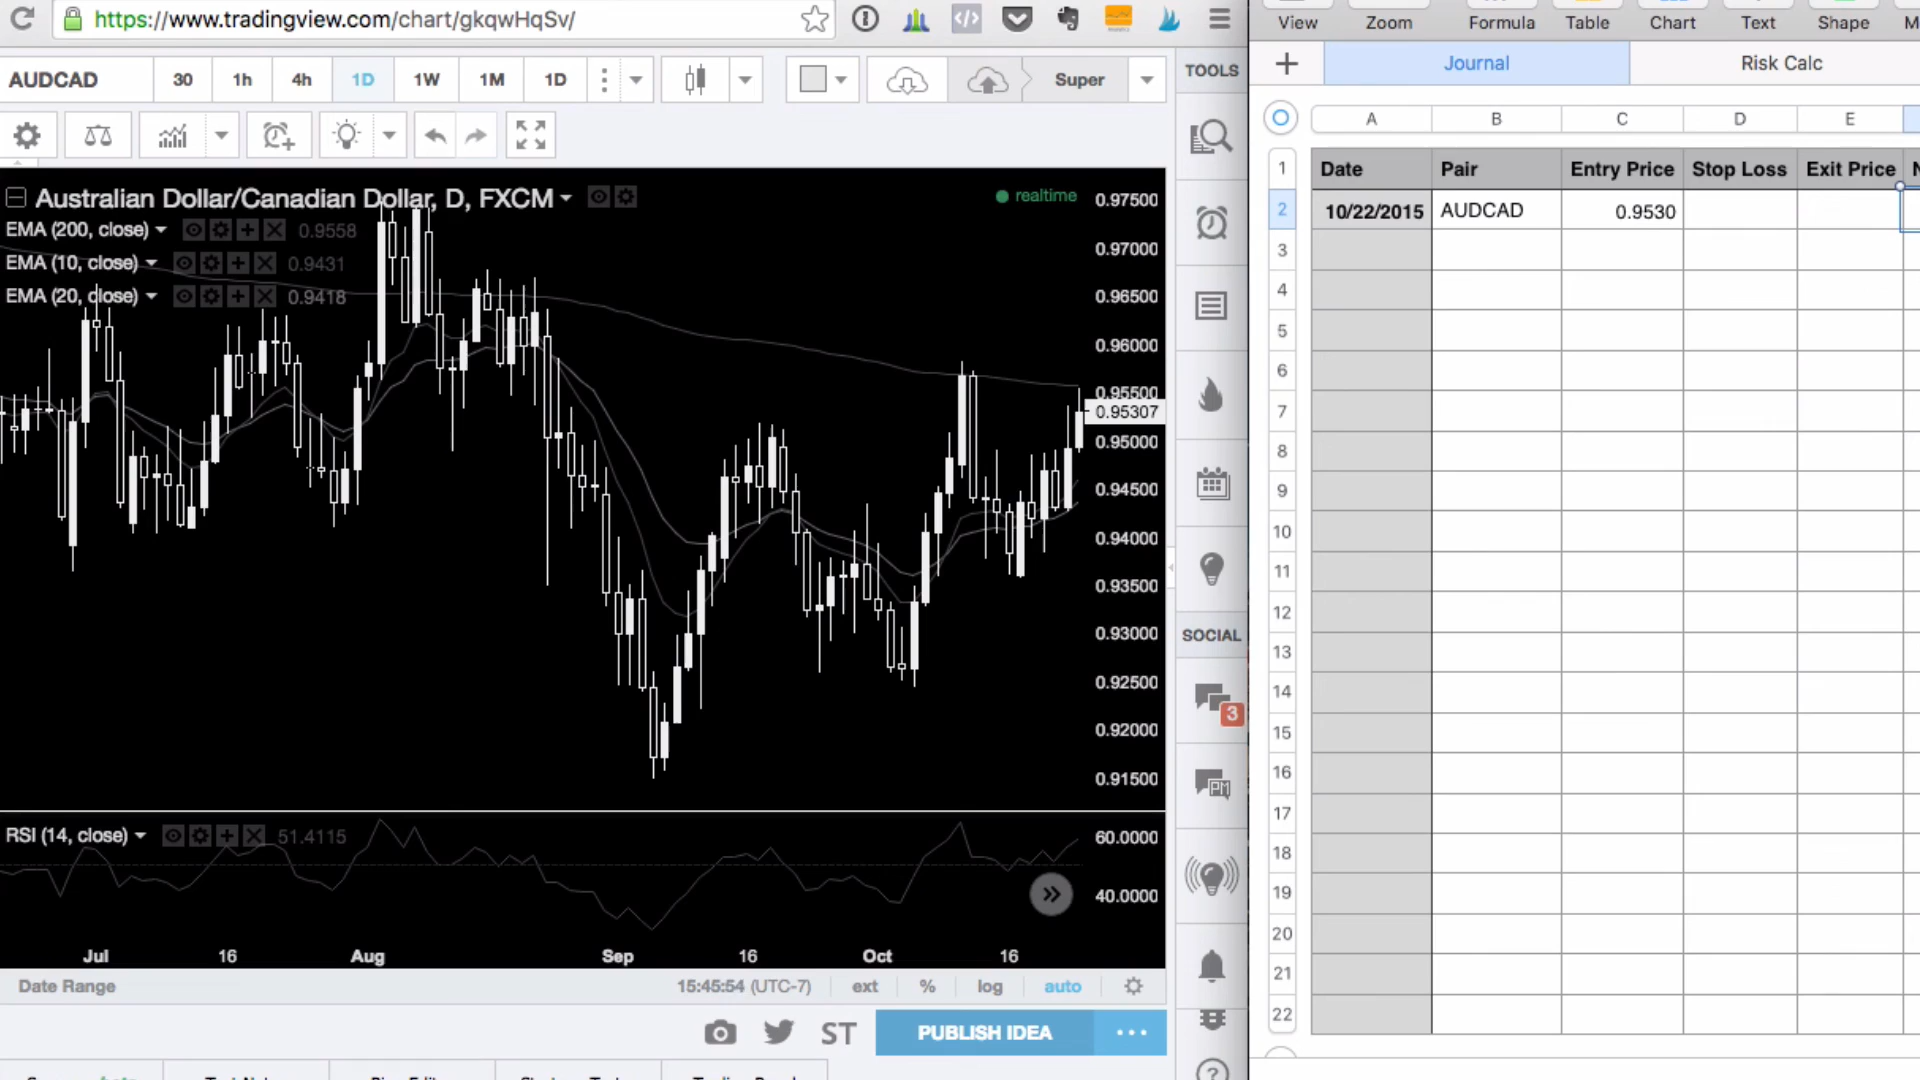 https://www.tradingview.com/chart/gkqwHqSv/
AUDCAD 30 1h 4h 1D 1W 1M 1D Super
TOOLS
Australian Dollar/Canadian Dollar, D, FXCM
realtime
EMA (200, close) 0.9558
EMA (10, close) 0.9431
EMA (20, close) 0.9418
0.97500
0.97000
0.96500
0.96000
0.95500
0.95307
0.95000
0.94500
0.94000
0.93500
0.93000
0.92500
0.92000
0.91500
RSI (14, close) 51.4115
60.0000
40.0000
Jul 16 Aug Sep 16 Oct 16
Date Range 15:45:54 (UTC-7) ext % log auto
ST PUBLISH IDEA
SOCIAL
3
PM
View Zoom Formula Table Chart Text Shape
Journal Risk Calc
A B C D E
1 Date Pair Entry Price Stop Loss Exit Price
2 10/22/2015 AUDCAD 0.9530
3
4
5
6
7
8
9
10
11
12
13
14
15
16
17
18
19
20
21
22